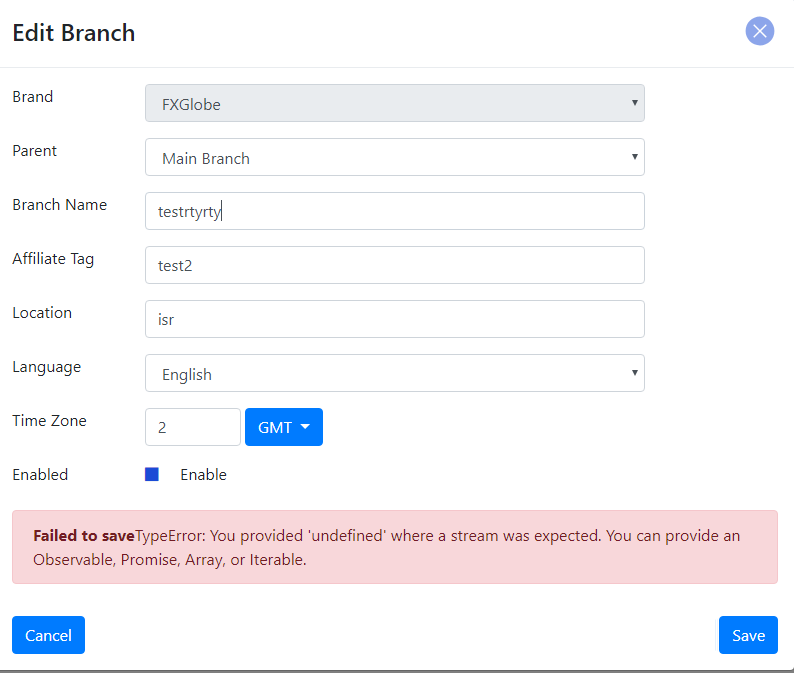 Edit Branch
Brand
FXGlobe
Parent
Main Branch
Branch Name
testrtyrty
Affiliate Tag
test2
Location
isr
Language
English
Time Zone
2
GMT
Enabled
Enable
Failed to saveTypeError: You provided 'undefined' where a stream was expected. You can provide an
Observable, Promise, Array, or Iterable.
Cancel
Save